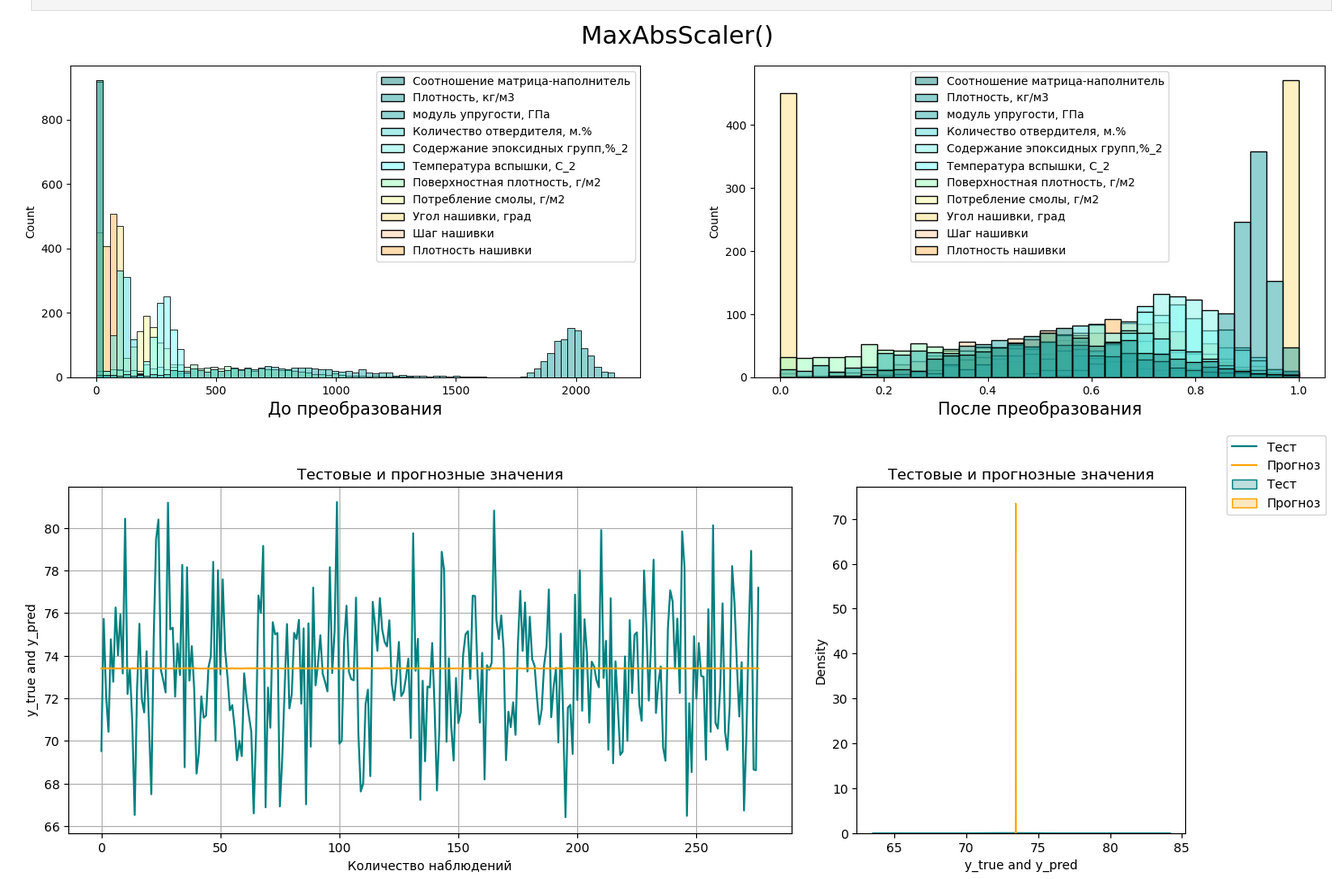 MaxAbsScaler()
Соотношение матрица-наполнитель
Плотность, кг/м3
модуль упругости, ГПа
Количество отвердителя, м.%
Содержание эпоксидных групп,%_2
Температура вспышки, С_2
Поверхностная плотность, г/м2
Потребление смолы, г/м2
Угол нашивки, град
Шаг нашивки
Плотность нашивки
Count
800
600
400
200
0
0 500 1000 1500 2000
До преобразования
Соотношение матрица-наполнитель
Плотность, кг/м3
модуль упругости, ГПа
Количество отвердителя, м.%
Содержание эпоксидных групп,%_2
Температура вспышки, С_2
Поверхностная плотность, г/м2
Потребление смолы, г/м2
Угол нашивки, град
Шаг нашивки
Плотность нашивки
Count
400
300
200
100
0
0.0 0.2 0.4 0.6 0.8 1.0
После преобразования
Тест
Прогноз
Тест
Прогноз
Тестовые и прогнозные значения
y_true and y_pred
80
78
76
74
72
70
68
66
0 50 100 150 200 250
Количество наблюдений
Тестовые и прогнозные значения
Density
70
60
50
40
30
20
10
0
65 70 75 80 85
y_true and y_pred